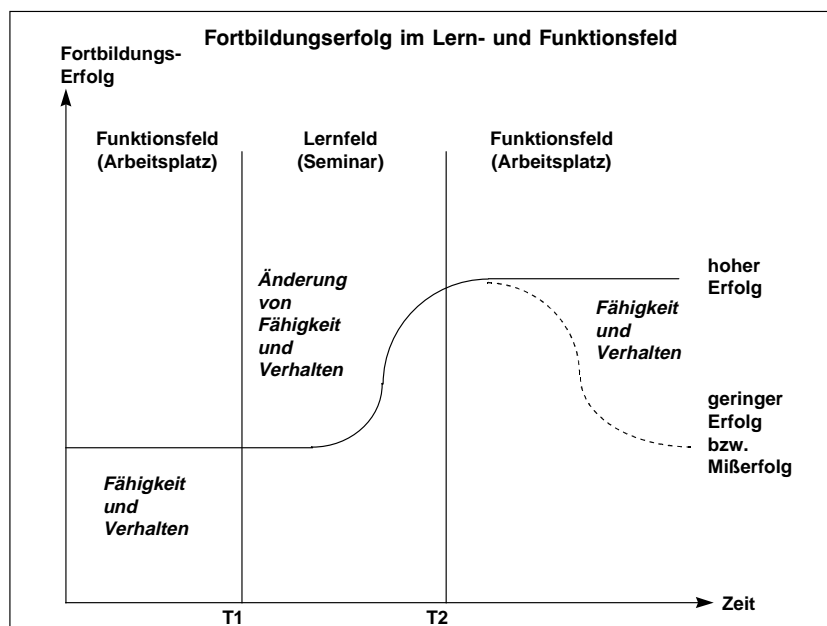 Fortbildungserfolg im Lern- und Funktionsfeld
Fortbildungs-
Erfolg
Funktionsfeld
(Arbeitsplatz)
Lernfeld
(Seminar)
Funktionsfeld
(Arbeitsplatz)
Änderung
von
Fähigkeit
und
Verhalten
hoher
Erfolg
Fähigkeit
und
Verhalten
geringer
Erfolg
bzw.
Mißerfolg
Fähigkeit
und
Verhalten
Zeit
T1
T2